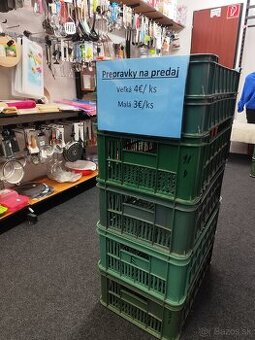 Prepravky na predaj
Veľká 4€/ ks
Malá 3€/ks
Bazos.sk